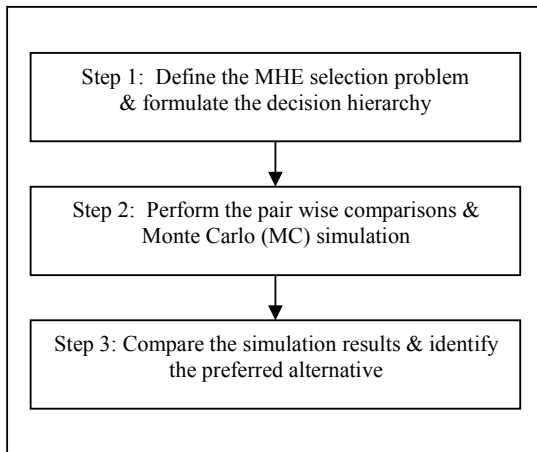 Step 1:  Define the MHE selection problem
& formulate the decision hierarchy
Step 2:  Perform the pair wise comparisons &
Monte Carlo (MC) simulation
Step 3: Compare the simulation results & identify
the preferred alternative